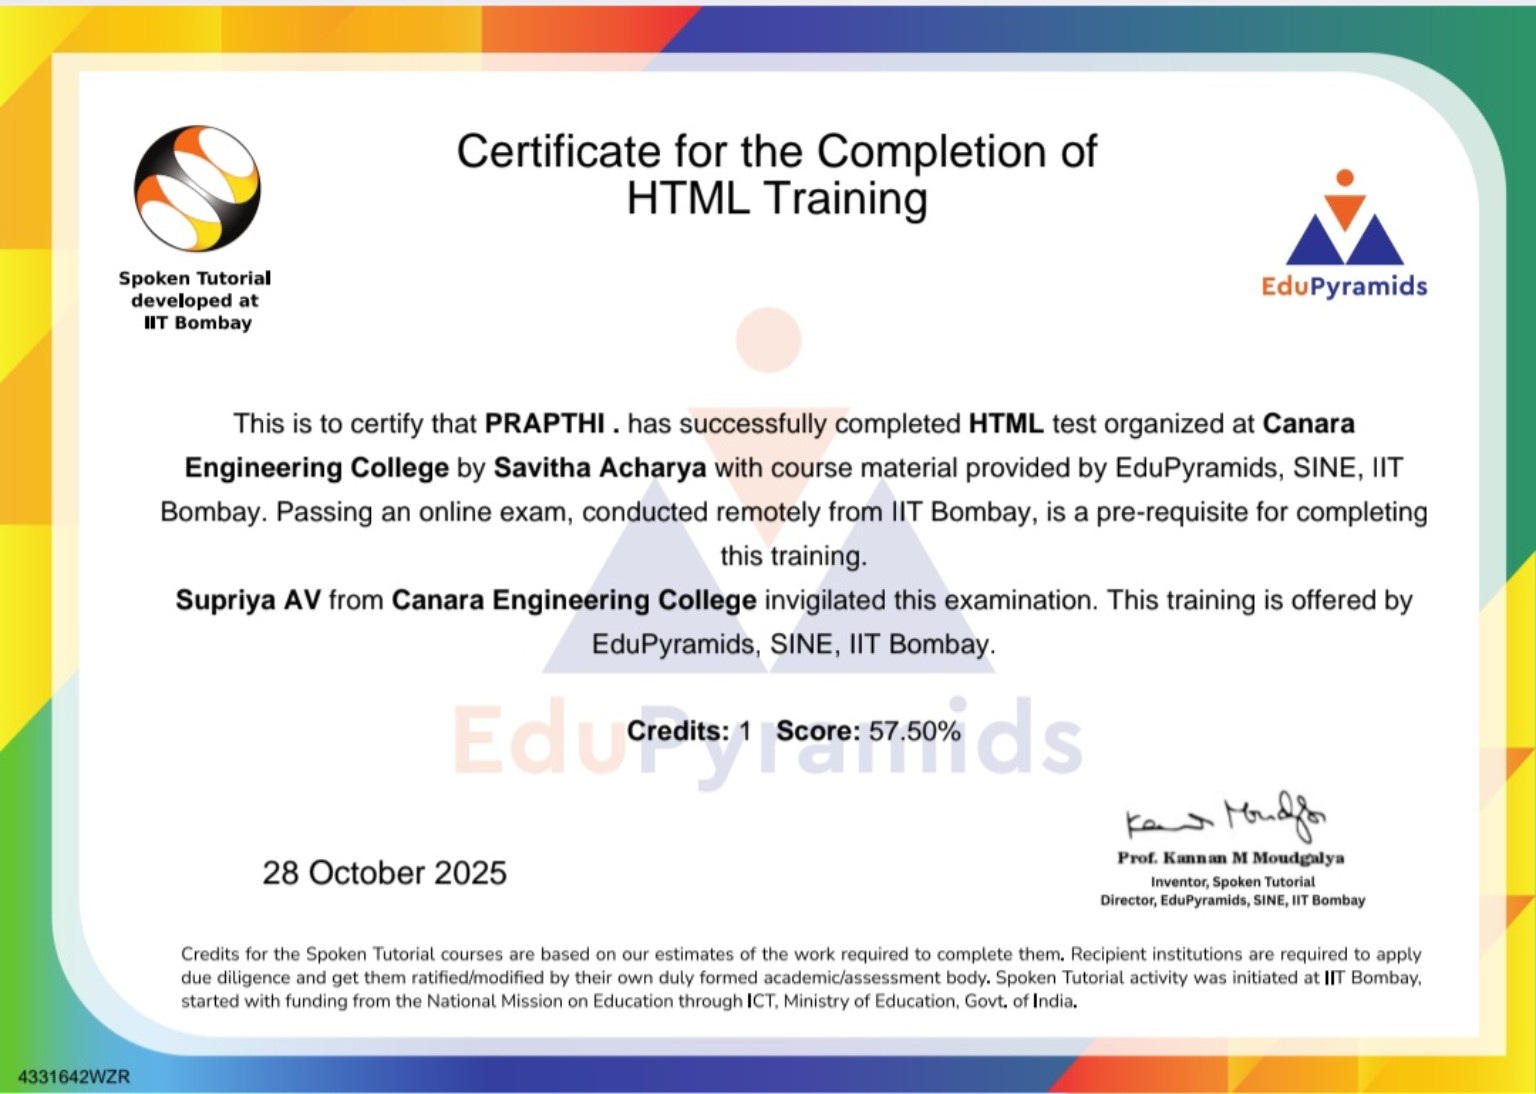 Certificate for the Completion of
HTML Training
Spoken Tutorial
developed at
IIT Bombay
EduPyramids
This is to certify that PRAPTHI . has successfully completed HTML test organized at Canara
Engineering College by Savitha Acharya with course material provided by EduPyramids, SINE, IIT
Bombay. Passing an online exam, conducted remotely from IIT Bombay, is a pre-requisite for completing
this training.
Supriya AV from Canara Engineering College invigilated this examination. This training is offered by
EduPyramids, SINE, IIT Bombay.
EduPyramids
Credits: 1 Score: 57.50%
28 October 2025
Kannan Moudgalya
Prof. Kannan M Moudgalya
Inventor, Spoken Tutorial
Director, EduPyramids, SINE, IIT Bombay
Credits for the Spoken Tutorial courses are based on our estimates of the work required to complete them. Recipient institutions are required to apply
due diligence and get them ratified/modified by their own duly formed academic/assessment body. Spoken Tutorial activity was initiated at IIT Bombay,
started with funding from the National Mission on Education through ICT, Ministry of Education, Govt. of India.
4331642WZR